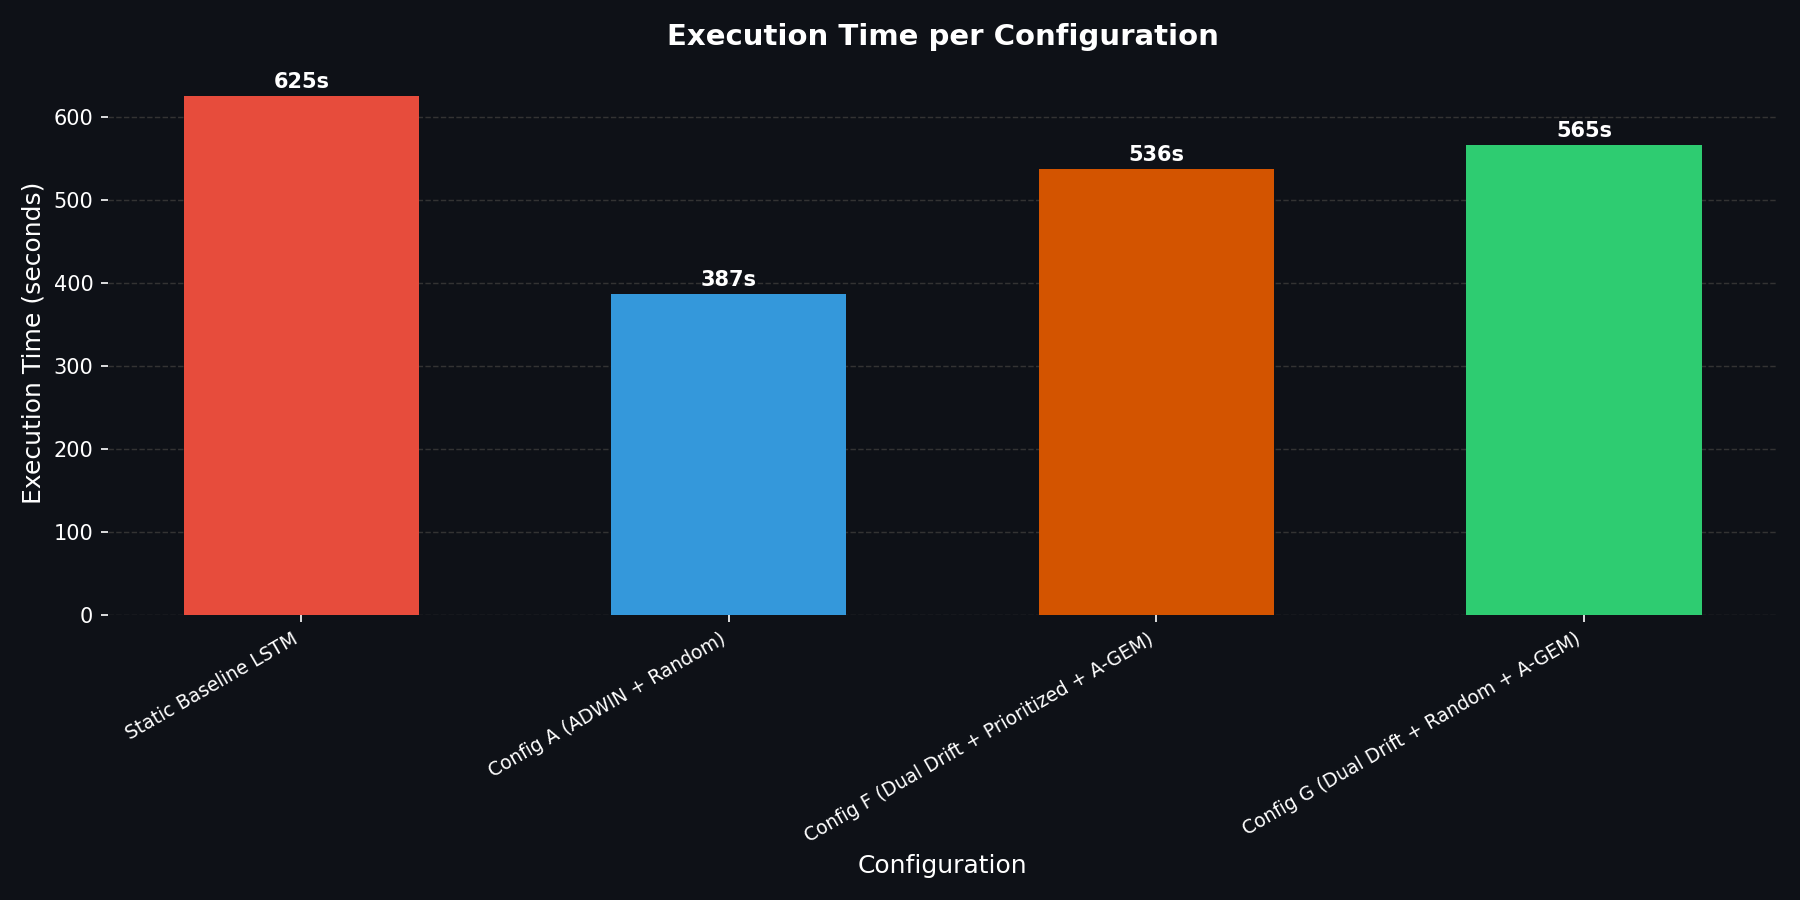 Execution Time per Configuration
625s
387s
536s
565s
Execution Time (seconds)
600
500
400
300
200
100
0
Static Baseline LSTM
Config A (ADWIN + Random)
Config F (Dual Drift + Prioritized + A-GEM)
Config G (Dual Drift + Random + A-GEM)
Configuration